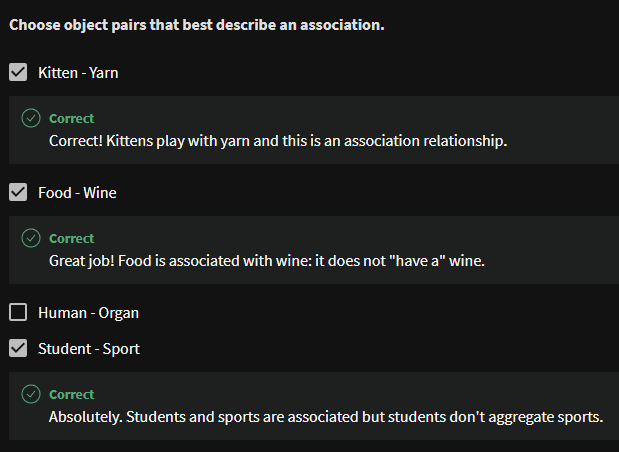 Choose object pairs that best describe an association.
Kitten - Yarn
Correct
Correct! Kittens play with yarn and this is an association relationship.
Food - Wine
Correct
Great job! Food is associated with wine: it does not "have a" wine.
Human - Organ
Student - Sport
Correct
Absolutely. Students and sports are associated but students don't aggregate sports.